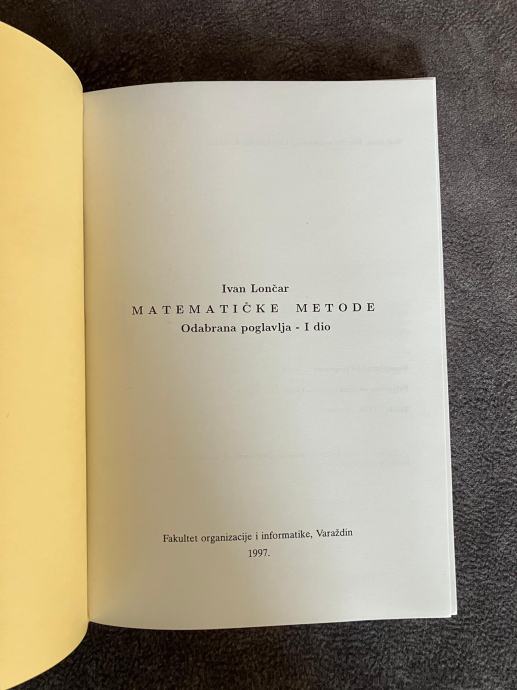 Ivan Lončar
MATEMATIČKE METODE
Odabrana poglavlja - I dio
Fakultet organizacije i informatike, Varaždin
1997.